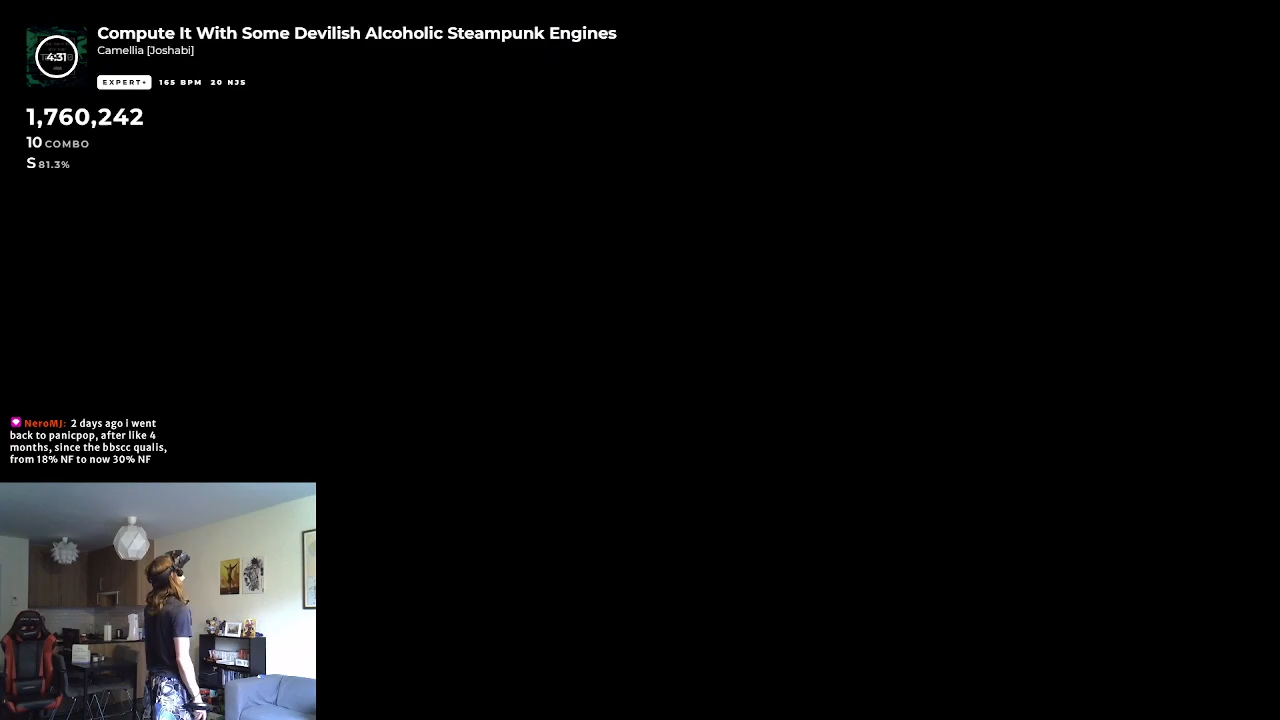 Compute It With Some Devilish Alcoholic Steampunk Engines
Camellia [Joshabi]
4:31
EXPERT+ 165 BPM 20 NJS
1,760,242
10 COMBO
S 81.3%
NeroMJ: 2 days ago i went
back to panicpop, after like 4
months, since the bbscc qualis,
from 18% NF to now 30% NF